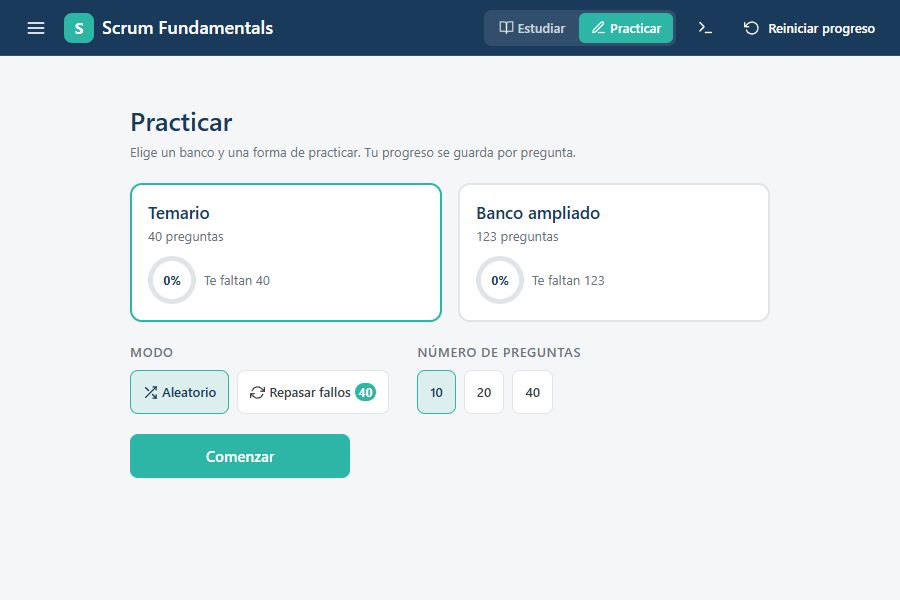 S Scrum Fundamentals
Estudiar
Practicar
Reiniciar progreso
Practicar
Elige un banco y una forma de practicar. Tu progreso se guarda por pregunta.
Temario
40 preguntas
0% Te faltan 40
Banco ampliado
123 preguntas
0% Te faltan 123
MODO
Aleatorio
Repasar fallos 40
NÚMERO DE PREGUNTAS
10
20
40
Comenzar